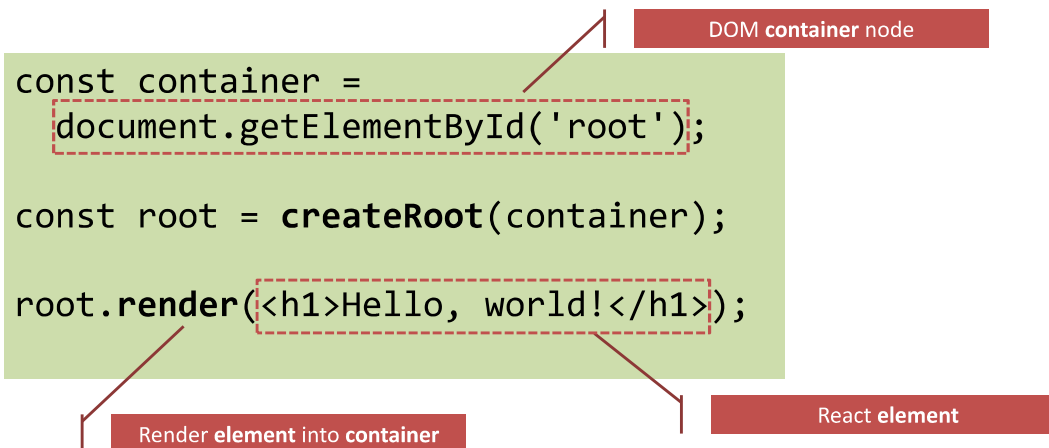 DOM container node
const container =
document.getElementById('root');
const root = createRoot(container);
root.render(<h1>Hello, world!</h1>);
React element
Render element into container